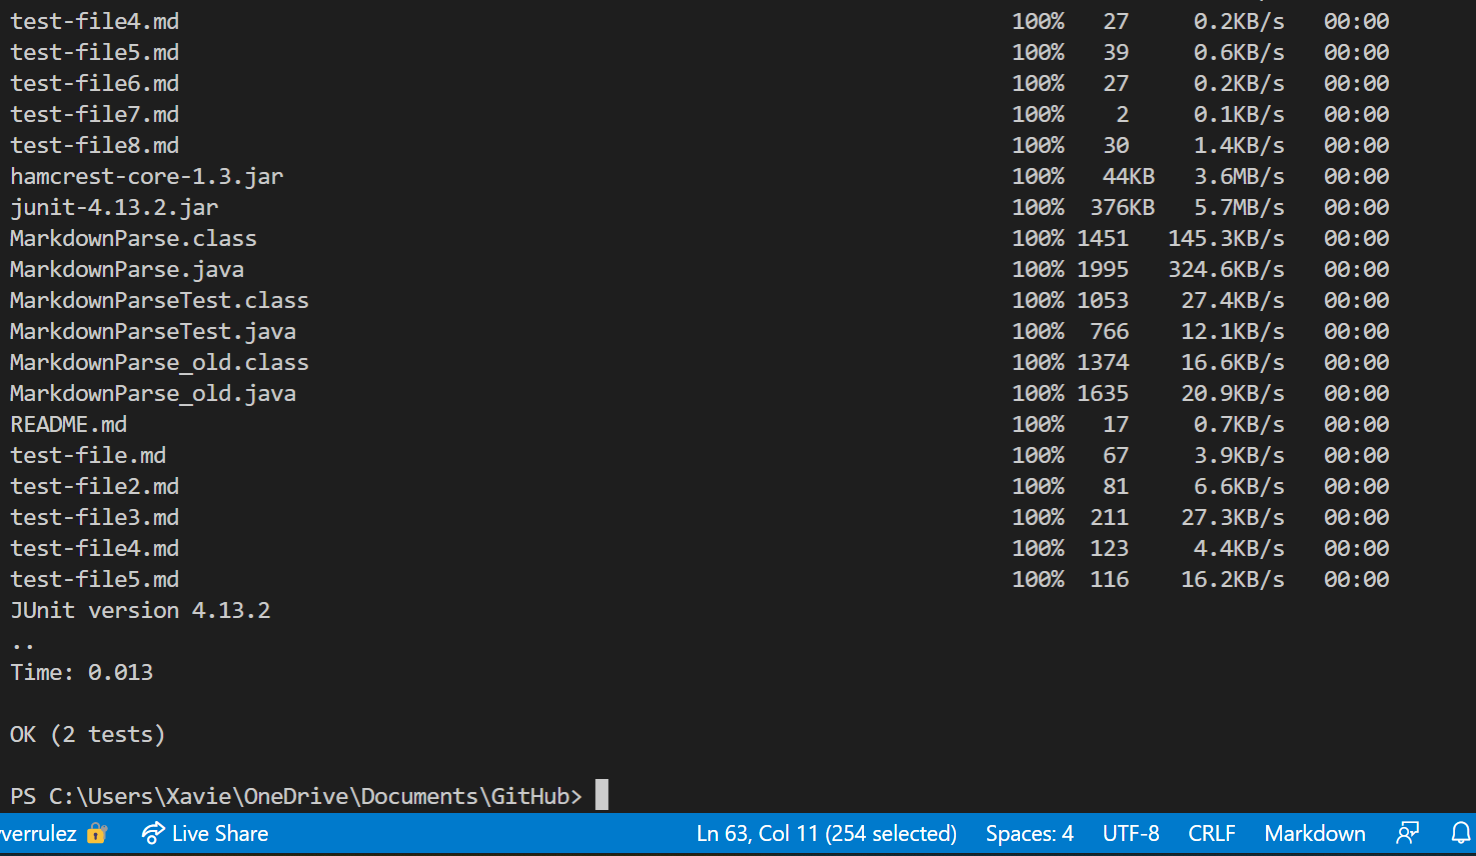 test-file4.md 100% 27 0.2KB/s 00:00
test-file5.md 100% 39 0.6KB/s 00:00
test-file6.md 100% 27 0.2KB/s 00:00
test-file7.md 100% 2 0.1KB/s 00:00
test-file8.md 100% 30 1.4KB/s 00:00
hamcrest-core-1.3.jar 100% 44KB 3.6MB/s 00:00
junit-4.13.2.jar 100% 376KB 5.7MB/s 00:00
MarkdownParse.class 100% 1451 145.3KB/s 00:00
MarkdownParse.java 100% 1995 324.6KB/s 00:00
MarkdownParseTest.class 100% 1053 27.4KB/s 00:00
MarkdownParseTest.java 100% 766 12.1KB/s 00:00
MarkdownParse_old.class 100% 1374 16.6KB/s 00:00
MarkdownParse_old.java 100% 1635 20.9KB/s 00:00
README.md 100% 17 0.7KB/s 00:00
test-file.md 100% 67 3.9KB/s 00:00
test-file2.md 100% 81 6.6KB/s 00:00
test-file3.md 100% 211 27.3KB/s 00:00
test-file4.md 100% 123 4.4KB/s 00:00
test-file5.md 100% 116 16.2KB/s 00:00
JUnit version 4.13.2
..
Time: 0.013
OK (2 tests)
PS C:\Users\Xavie\OneDrive\Documents\GitHub>
verrulez Live Share Ln 63, Col 11 (254 selected) Spaces: 4 UTF-8 CRLF Markdown